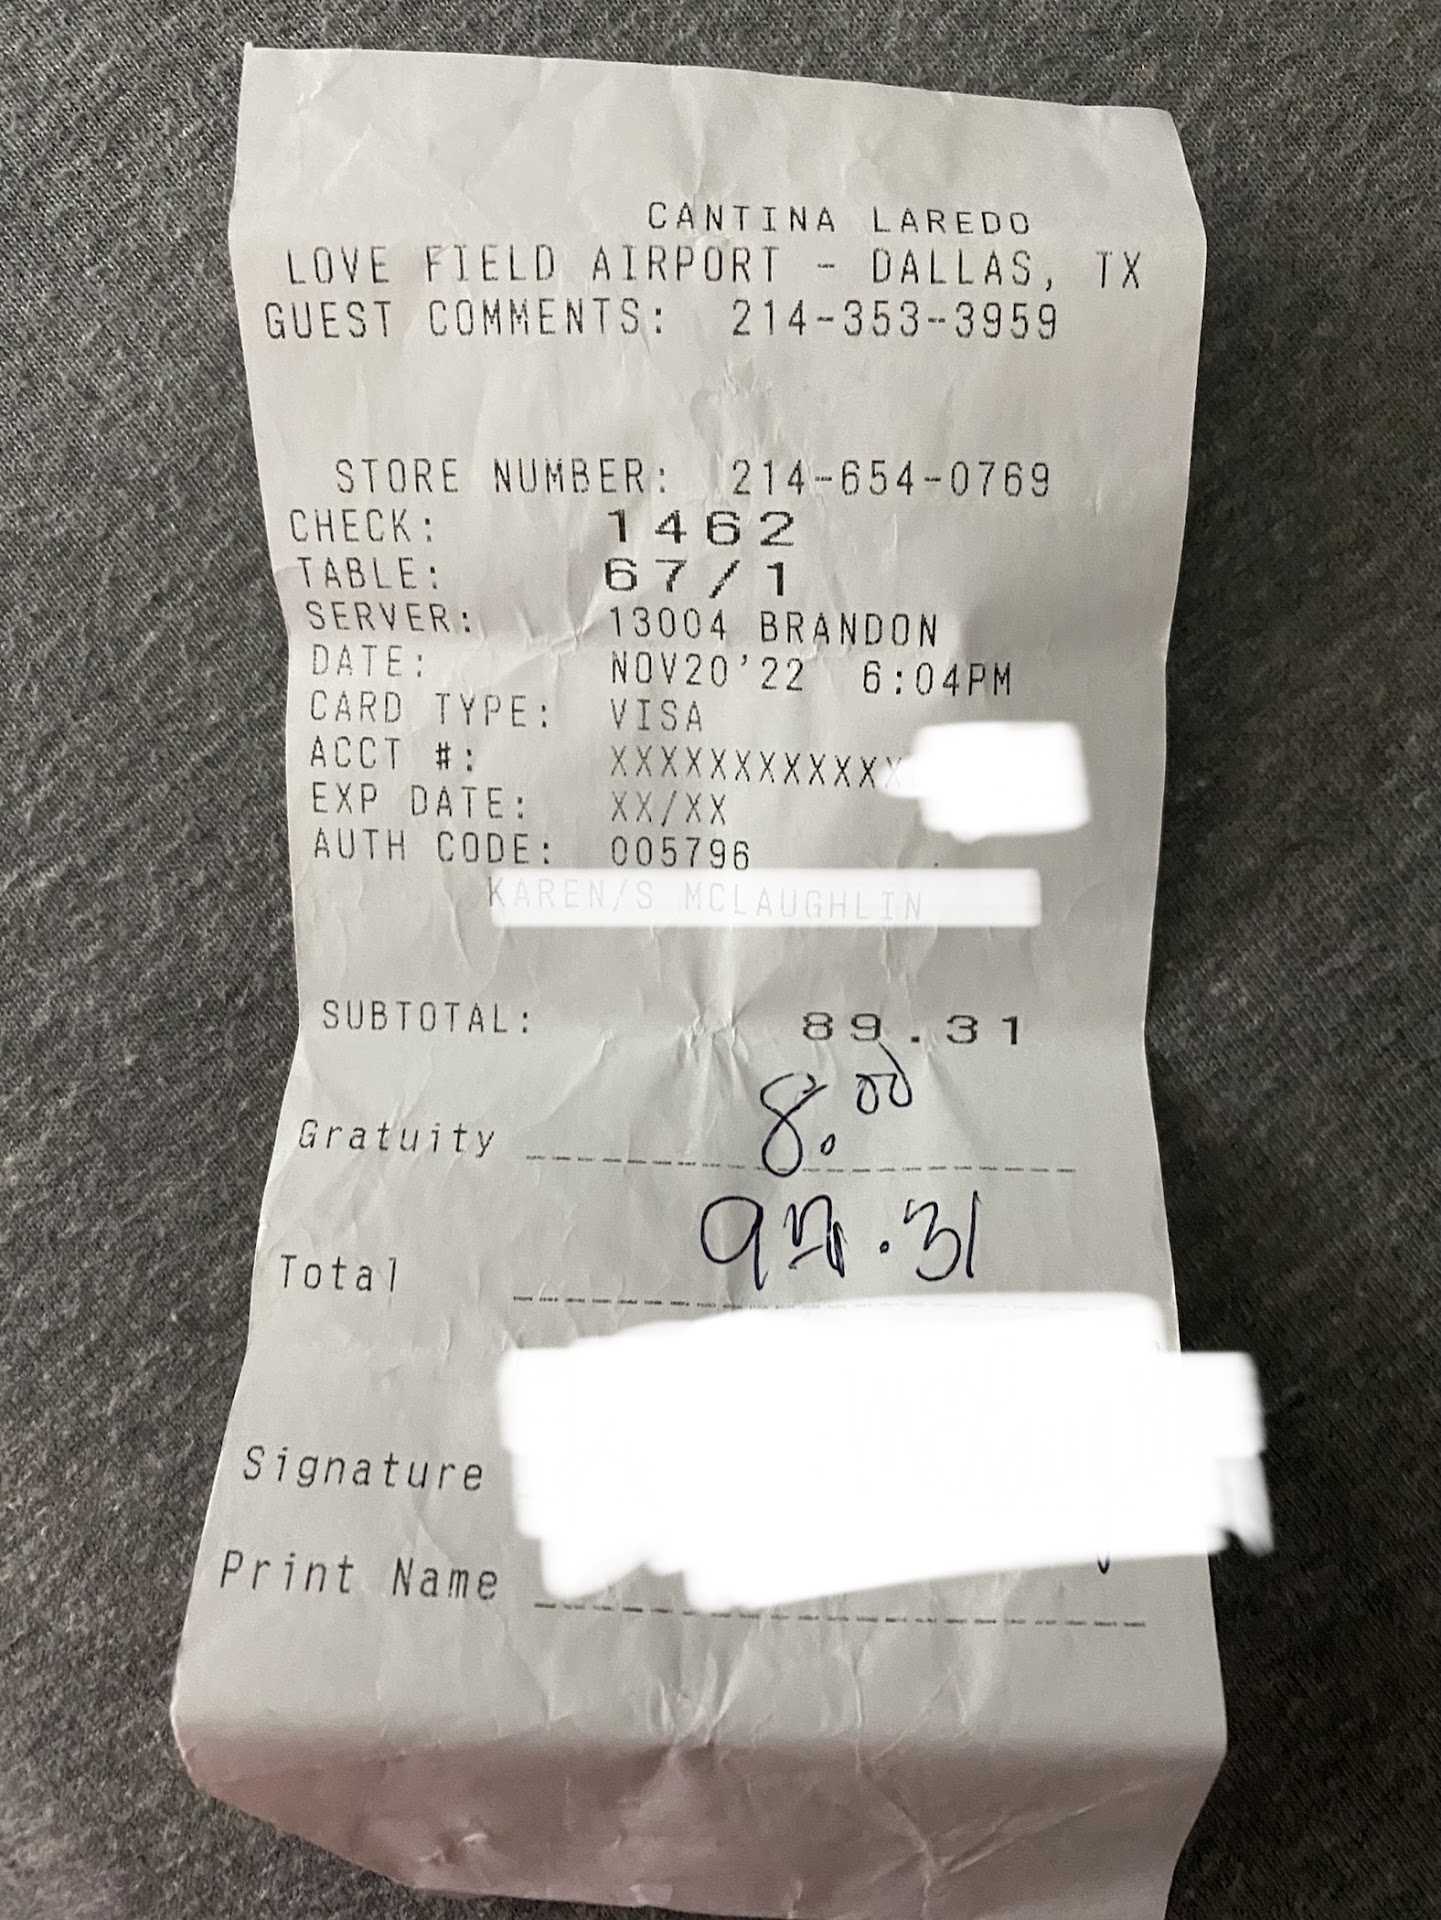 CANTINA LAREDO
LOVE FIELD AIRPORT - DALLAS, TX
GUEST COMMENTS: 214-353-3959
STORE NUMBER: 214-654-0769
CHECK: 1462
TABLE: 67/1
SERVER: 13004 BRANDON
DATE: NOV20'22 6:04PM
CARD TYPE: VISA
ACCT #: XXXXXXXXXXXX
EXP DATE: XX/XX
AUTH CODE: 005796
KAREN/S MCLAUGHLIN
SUBTOTAL: 89.31
Gratuity 8.00
Total
Signature
Print Name